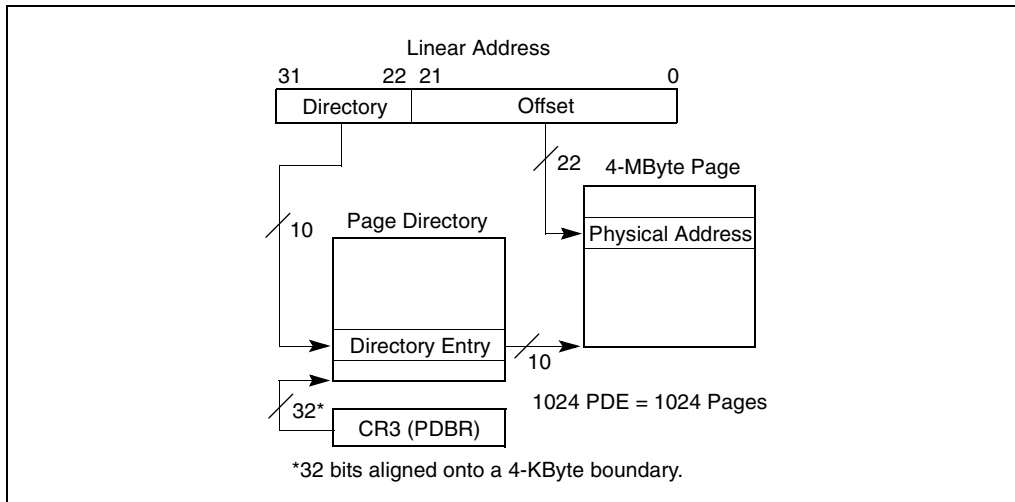 Linear Address
31 22 21 0
Directory Offset
22
4-MByte Page
10
Page Directory
Physical Address
Directory Entry
10
32*
1024 PDE = 1024 Pages
CR3 (PDBR)
*32 bits aligned onto a 4-KByte boundary.